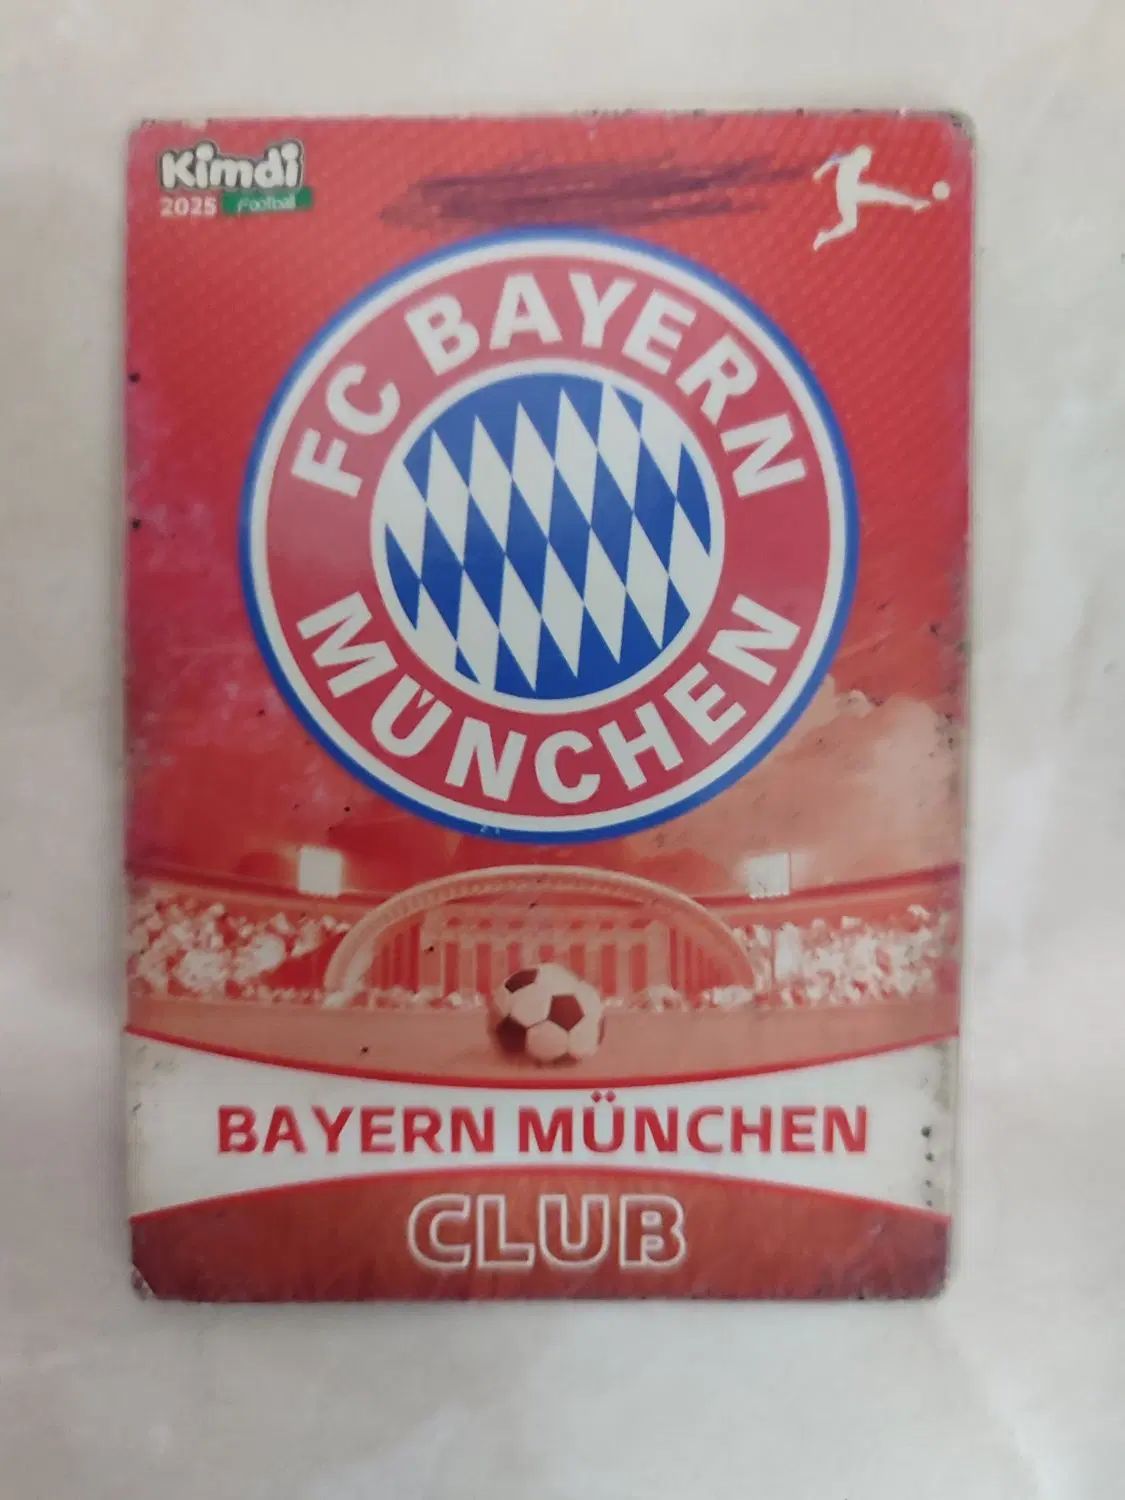 Kimdi
2025 Football
FC BAYERN
MÜNCHEN
BAYERN MÜNCHEN
CLUB